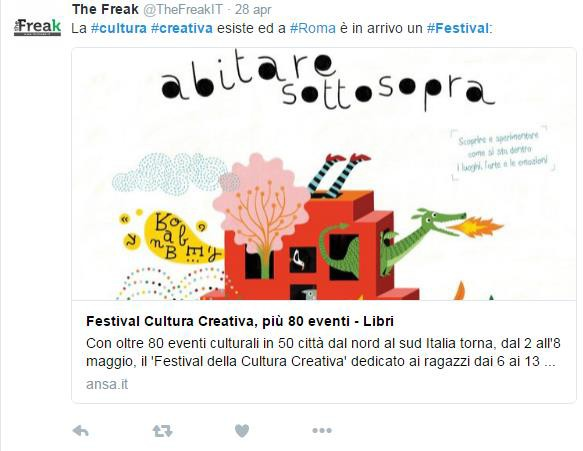 The Freak @TheFreakIT · 28 apr
Freak
La #cultura #creativa esiste ed a #Roma è in arrivo un #Festival:
abitare
sottosopra
Scoprire e sperimentare
come si sta dentro
i luoghi, l'arte e le emozioni
Festival Cultura Creativa, più 80 eventi - Libri
Con oltre 80 eventi culturali in 50 città dal nord al sud Italia torna, dal 2 all'8
maggio, il 'Festival della Cultura Creativa' dedicato ai ragazzi dai 6 ai 13 ...
ansa.it